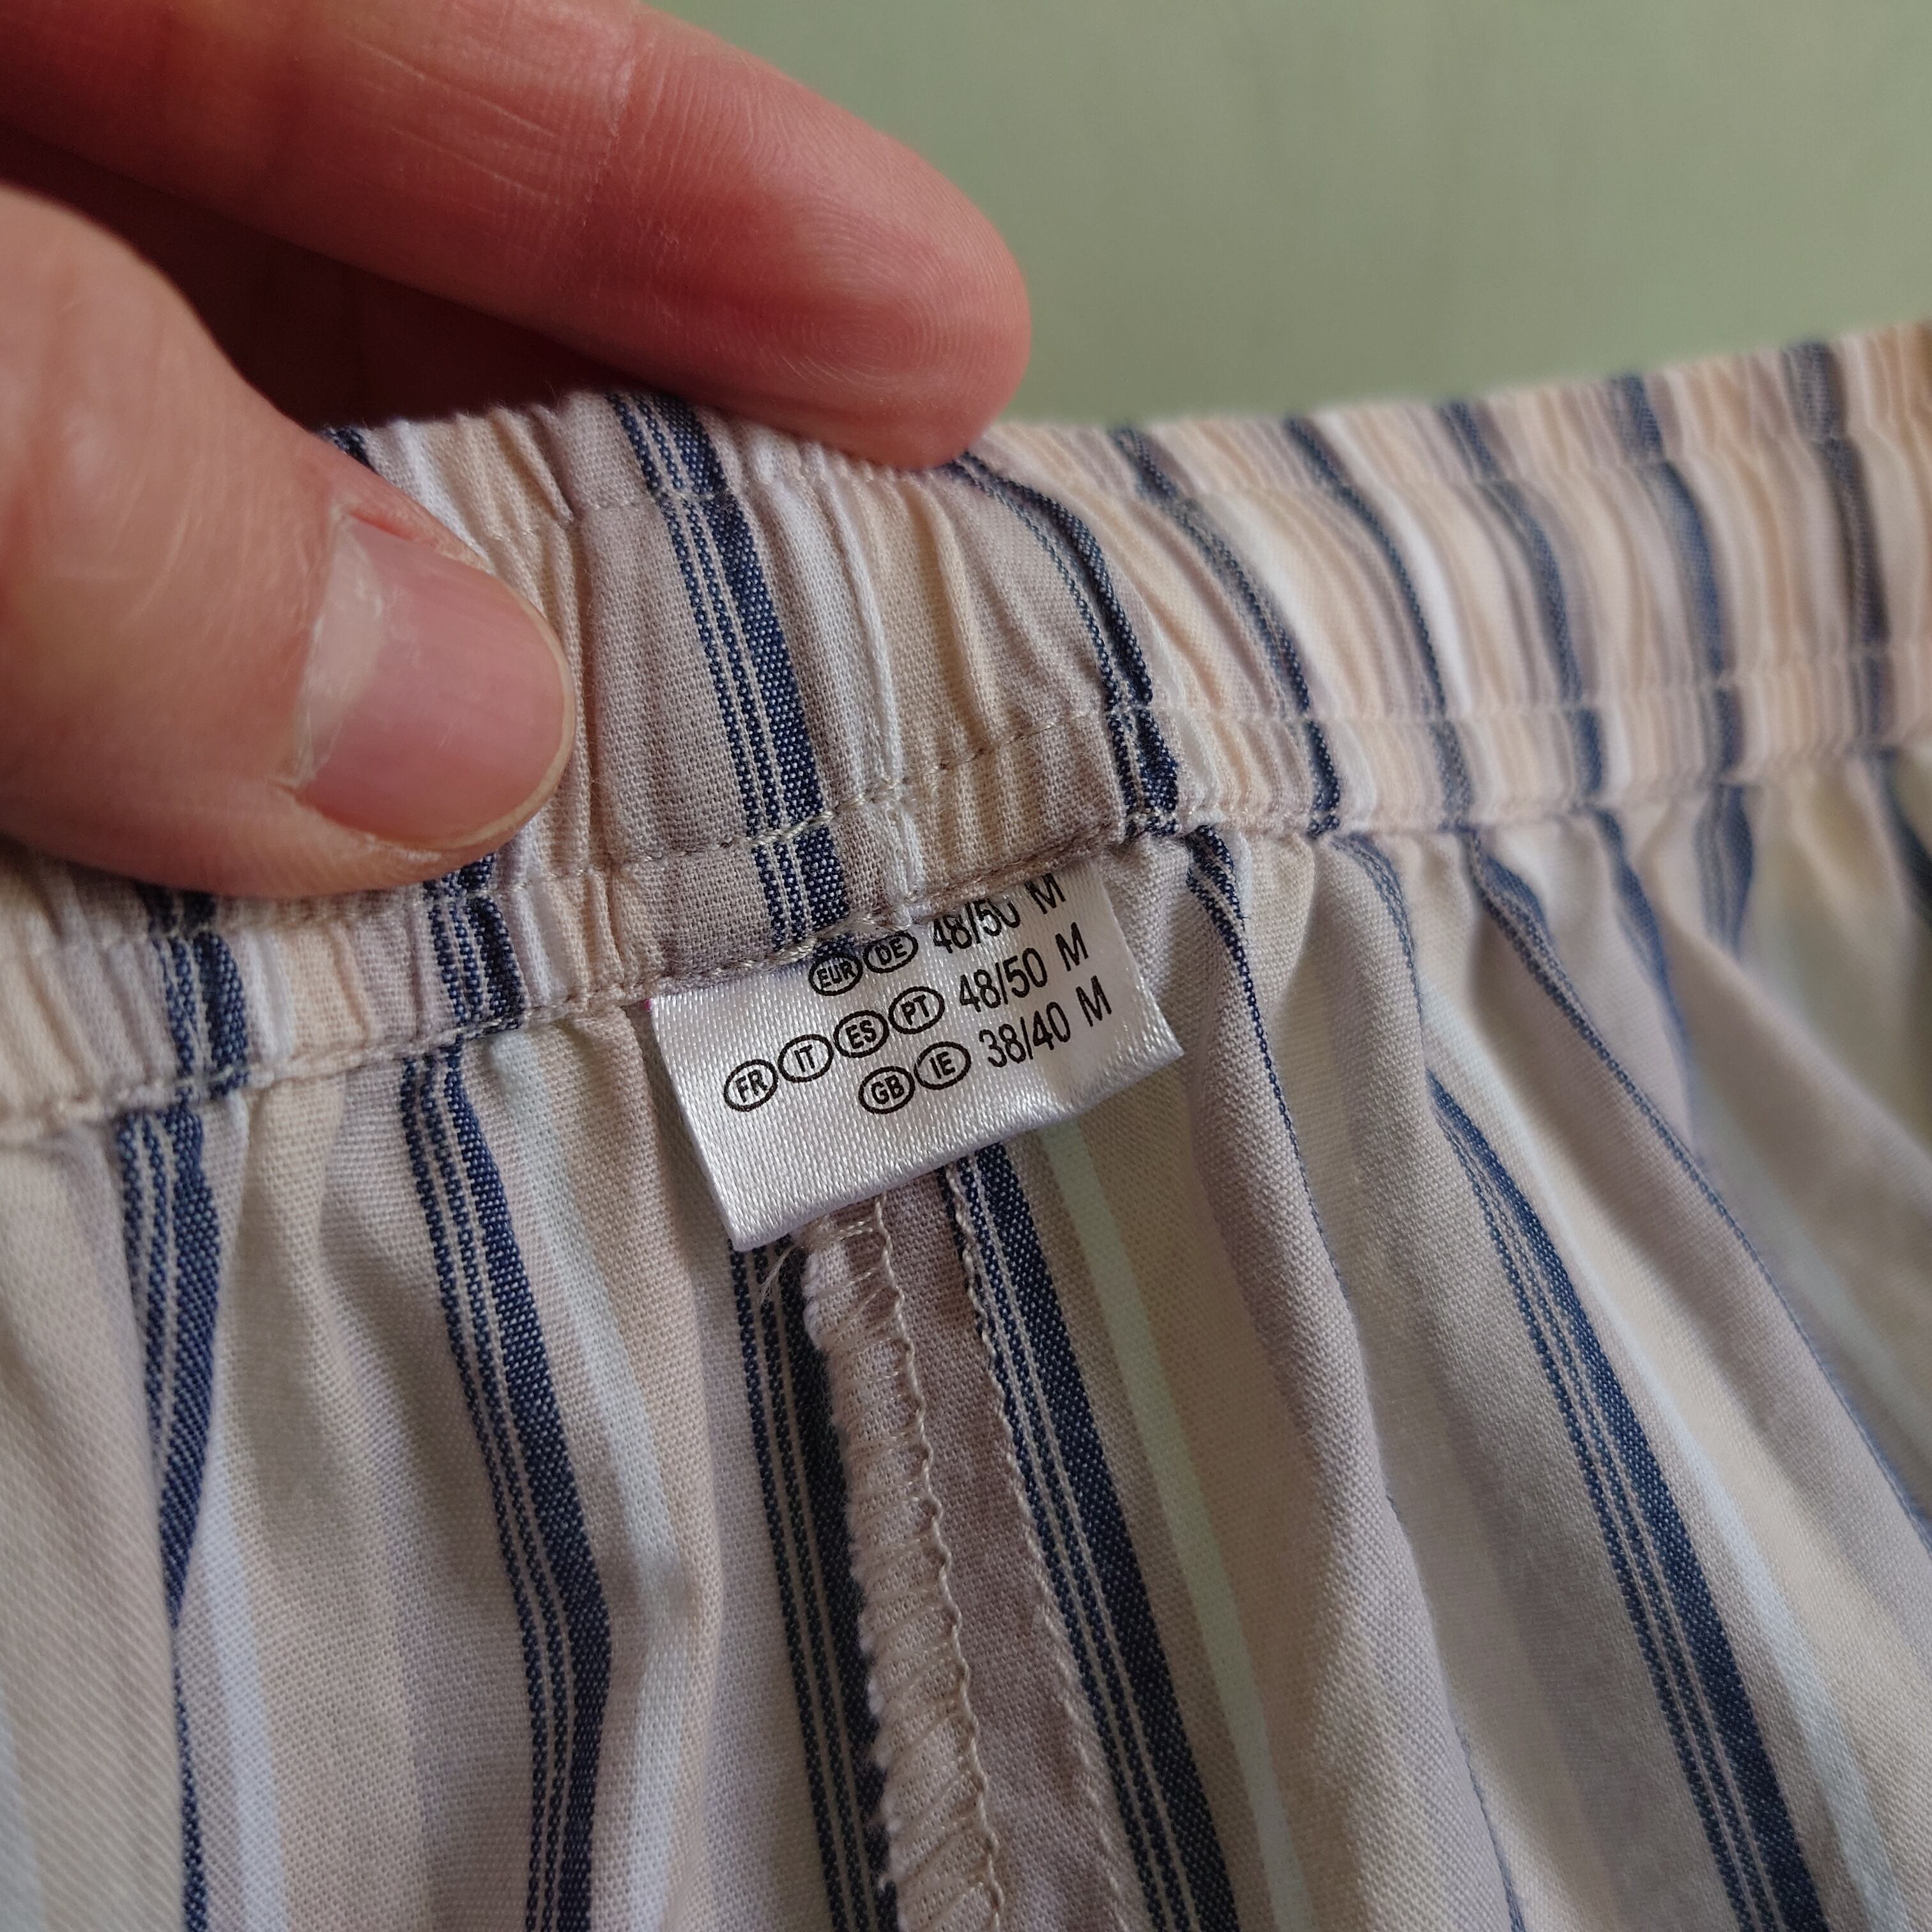 EUR DE 48/50 M
FR IT ES PT 48/50 M
GB IE 38/40 M